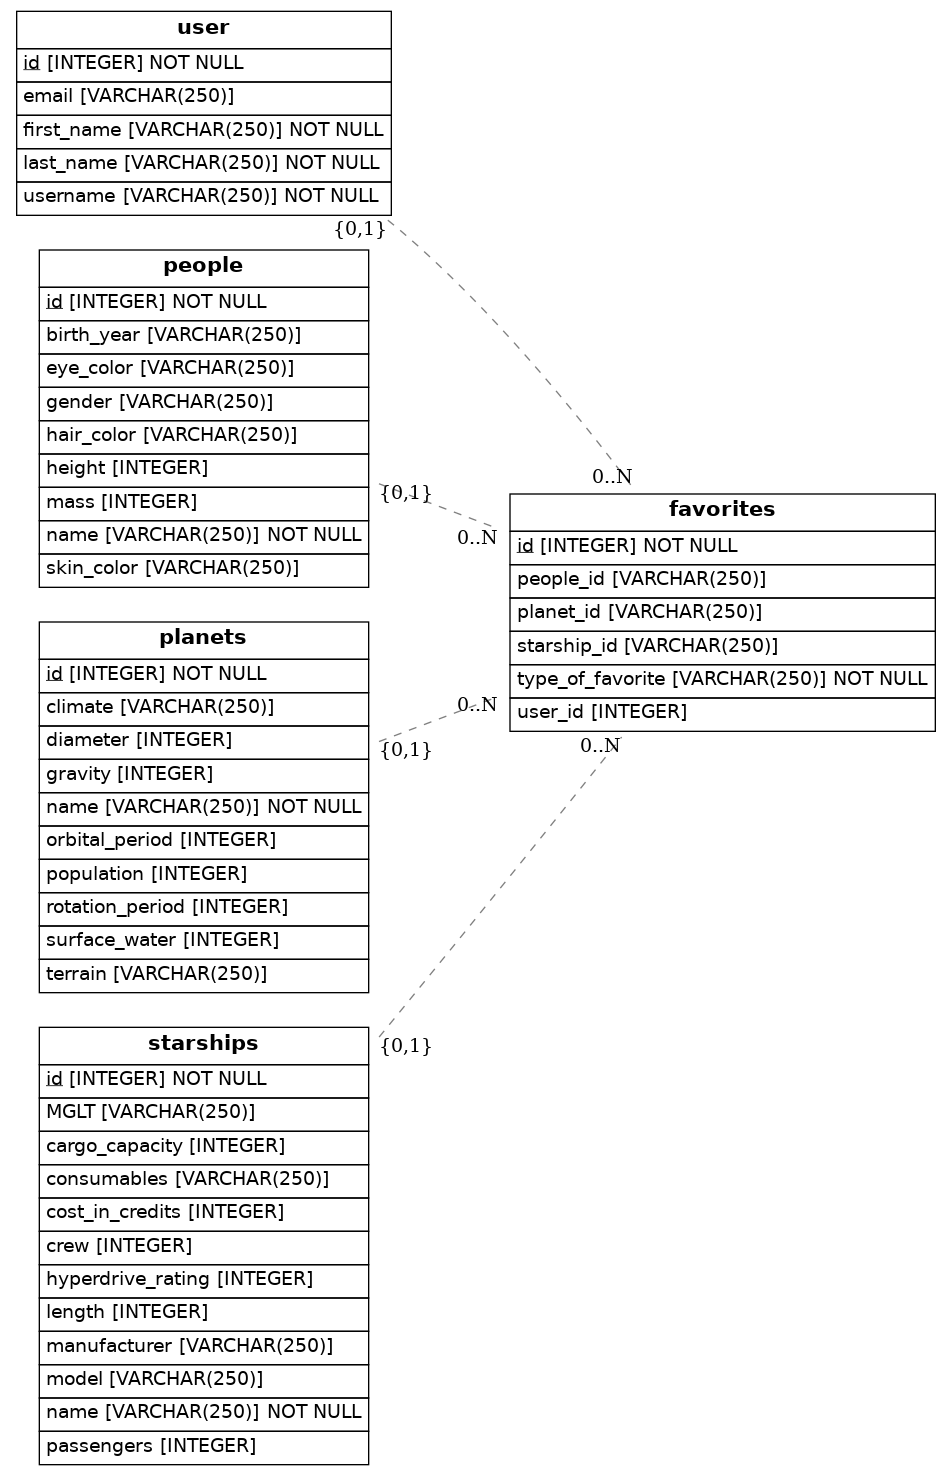 user
id [INTEGER] NOT NULL
email [VARCHAR(250)]
first_name [VARCHAR(250)] NOT NULL
last_name [VARCHAR(250)] NOT NULL
username [VARCHAR(250)] NOT NULL
{0,1}
people
id [INTEGER] NOT NULL
birth_year [VARCHAR(250)]
eye_color [VARCHAR(250)]
gender [VARCHAR(250)]
hair_color [VARCHAR(250)]
height [INTEGER]
mass [INTEGER]
name [VARCHAR(250)] NOT NULL
skin_color [VARCHAR(250)]
{0,1}
0..N
0..N
favorites
id [INTEGER] NOT NULL
people_id [VARCHAR(250)]
planet_id [VARCHAR(250)]
starship_id [VARCHAR(250)]
type_of_favorite [VARCHAR(250)] NOT NULL
user_id [INTEGER]
planets
id [INTEGER] NOT NULL
climate [VARCHAR(250)]
diameter [INTEGER]
gravity [INTEGER]
name [VARCHAR(250)] NOT NULL
orbital_period [INTEGER]
population [INTEGER]
rotation_period [INTEGER]
surface_water [INTEGER]
terrain [VARCHAR(250)]
0..N
{0,1}
0..N
{0,1}
starships
id [INTEGER] NOT NULL
MGLT [VARCHAR(250)]
cargo_capacity [INTEGER]
consumables [VARCHAR(250)]
cost_in_credits [INTEGER]
crew [INTEGER]
hyperdrive_rating [INTEGER]
length [INTEGER]
manufacturer [VARCHAR(250)]
model [VARCHAR(250)]
name [VARCHAR(250)] NOT NULL
passengers [INTEGER]